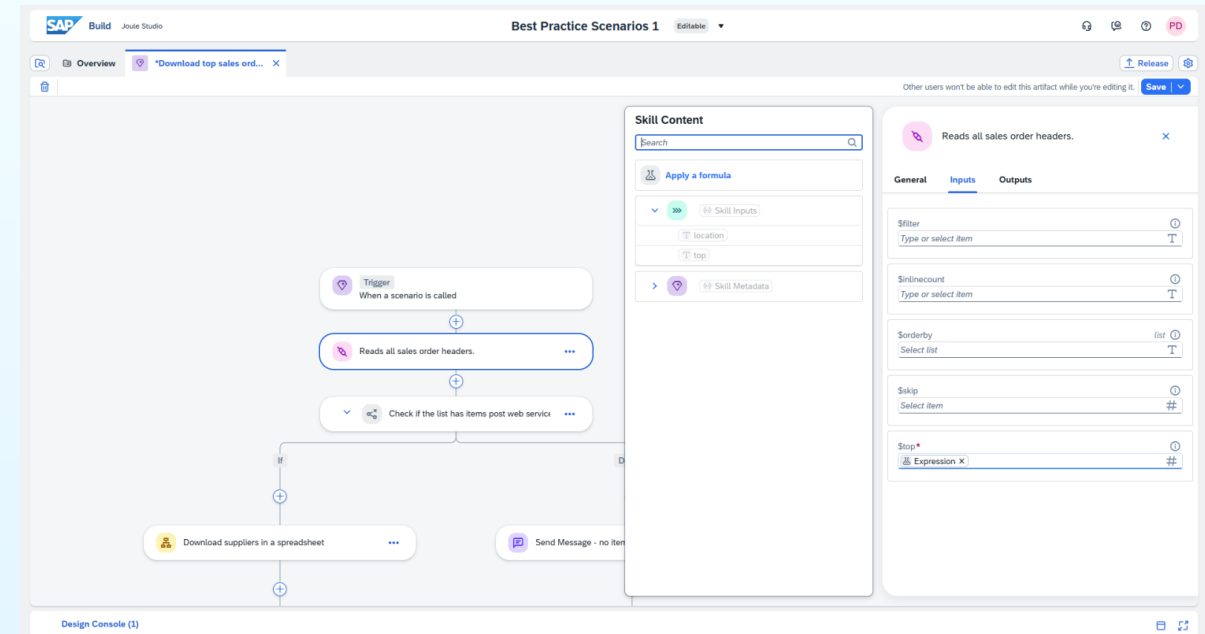 SAP Build Joule Studio
Best Practice Scenarios 1 Editable
PD
Overview
*Download top sales ord...
Release
Other users won't be able to edit this artifact while you're editing it.
Save
Skill Content
Search
Apply a formula
Skill Inputs
location
top
Skill Metadata
Reads all sales order headers.
General Inputs Outputs
$filter
Type or select item
$inlinecount
Type or select item
$orderby list
Select list
$skip
Select item
$top*
Expression
Trigger
When a scenario is called
Reads all sales order headers.
Check if the list has items post web service
If
D
Download suppliers in a spreadsheet
Send Message - no item
Design Console (1)